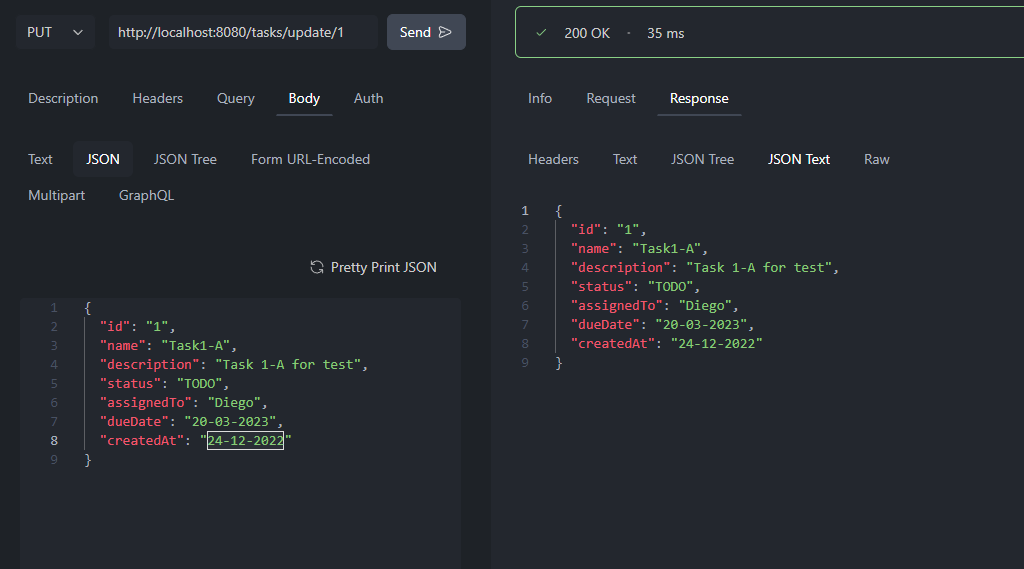 PUT http://localhost:8080/tasks/update/1 Send
Description Headers Query Body Auth
Text JSON JSON Tree Form URL-Encoded
Multipart GraphQL
Pretty Print JSON
1 {
2 "id": "1",
3 "name": "Task1-A",
4 "description": "Task 1-A for test",
5 "status": "TODO",
6 "assignedTo": "Diego",
7 "dueDate": "20-03-2023",
8 "createdAt": "24-12-2022"
9 }
200 OK · 35 ms
Info Request Response
Headers Text JSON Tree JSON Text Raw
1 {
2 "id": "1",
3 "name": "Task1-A",
4 "description": "Task 1-A for test",
5 "status": "TODO",
6 "assignedTo": "Diego",
7 "dueDate": "20-03-2023",
8 "createdAt": "24-12-2022"
9 }